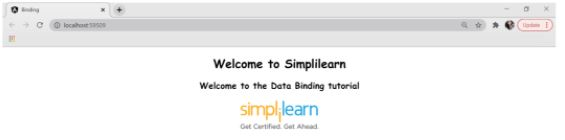 Binding
localhost:59509
Update
Welcome to Simplilearn
Welcome to the Data Binding tutorial
simplilearn
Get Certified. Get Ahead.